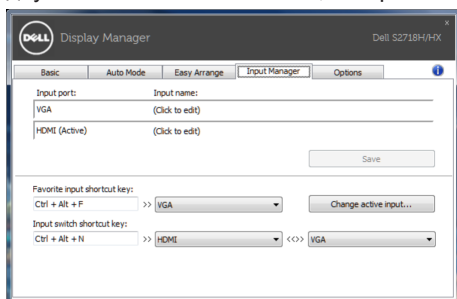 DELL Display Manager Dell S2718H/HX
Basic Auto Mode Easy Arrange Input Manager Options
Input port: Input name:
VGA (Click to edit)
HDMI (Active) (Click to edit)
Save
Favorite input shortcut key:
Ctrl + Alt + F >> VGA Change active input...
Input switch shortcut key:
Ctrl + Alt + N >> HDMI <<>> VGA